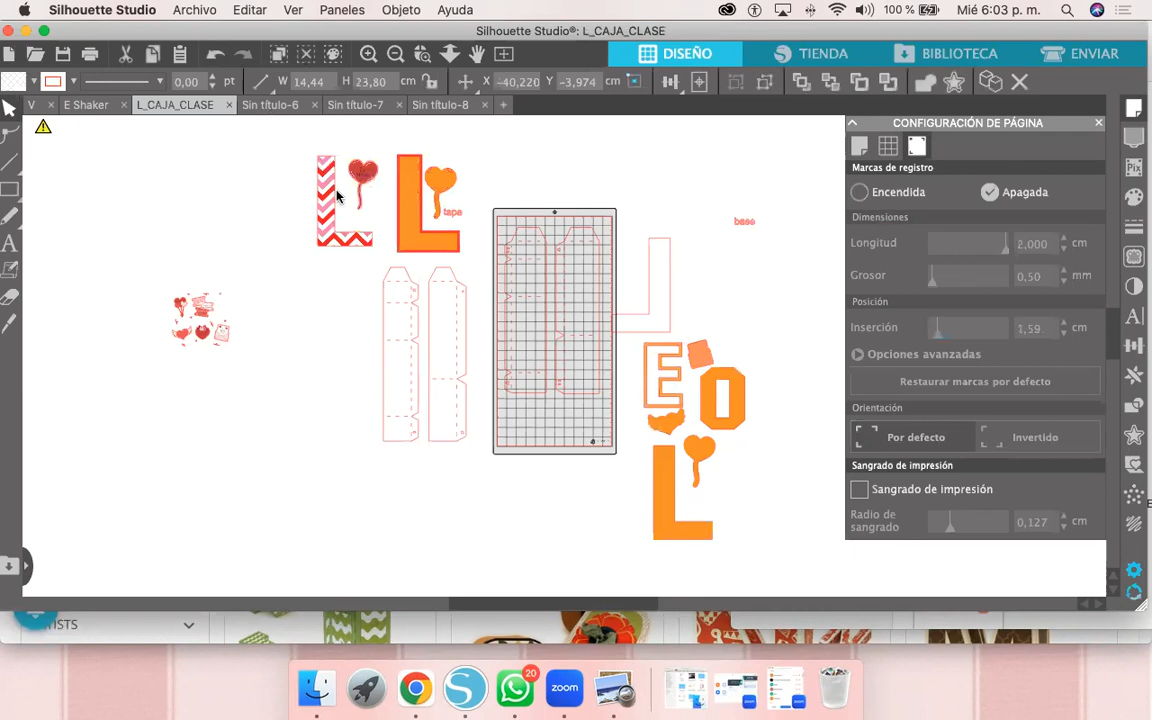 Silhouette Studio Archivo Editar Ver Paneles Objeto Ayuda 100 % Mié 6:03 p. m.
Silhouette Studio®: L_CAJA_CLASE
DISEÑO TIENDA BIBLIOTECA ENVIAR
0,00 pt W 14,44 H 23,80 cm X -40,220 Y -3,974 cm
V E Shaker L_CAJA_CLASE Sin título-6 Sin título-7 Sin título-8
CONFIGURACIÓN DE PÁGINA
Marcas de registro
Encendida Apagada
Dimensiones
Longitud 2,000 cm
Grosor 0,50 mm
Posición
Inserción 1,59 cm
Opciones avanzadas
Restaurar marcas por defecto
Orientación
Por defecto Invertido
Sangrado de impresión
Sangrado de impresión
Radio de sangrado 0,127 cm
L L
tapa
base
E O
L
ISTS
20
zoom